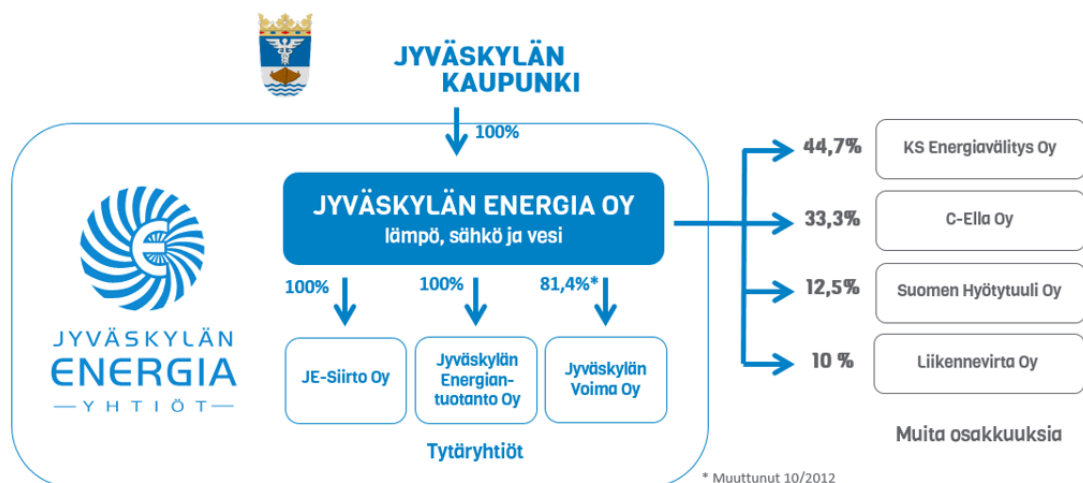 JYVÄSKYLÄN
KAUPUNKI
100%
JYVÄSKYLÄN ENERGIA OY
lämpö, sähkö ja vesi
100%
100%
81,4%*
JE-Siirto Oy
Jyväskylän
Energian-
tuotanto Oy
Jyväskylän
Voima Oy
Tytäryhtiöt
JYVÄSKYLÄN
ENERGIA
—YHTIÖT—
44,7%
KS Energiavälitys Oy
33,3%
C-Ella Oy
12,5%
Suomen Hyötytuuli Oy
10 %
Liikennevirta Oy
Muita osakkuuksia
* Muuttunut 10/2012